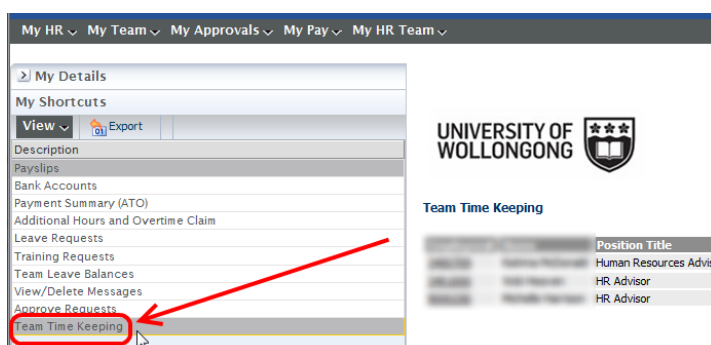 My HR My Team My Approvals My Pay My HR Team
My Details
My Shortcuts
View Export
Description
Payslips
Bank Accounts
Payment Summary (ATO)
Additional Hours and Overtime Claim
Leave Requests
Training Requests
Team Leave Balances
View/Delete Messages
Approve Requests
Team Time Keeping
UNIVERSITY OF
WOLLONGONG
Team Time Keeping
Position Title
Human Resources Advis
HR Advisor
HR Advisor